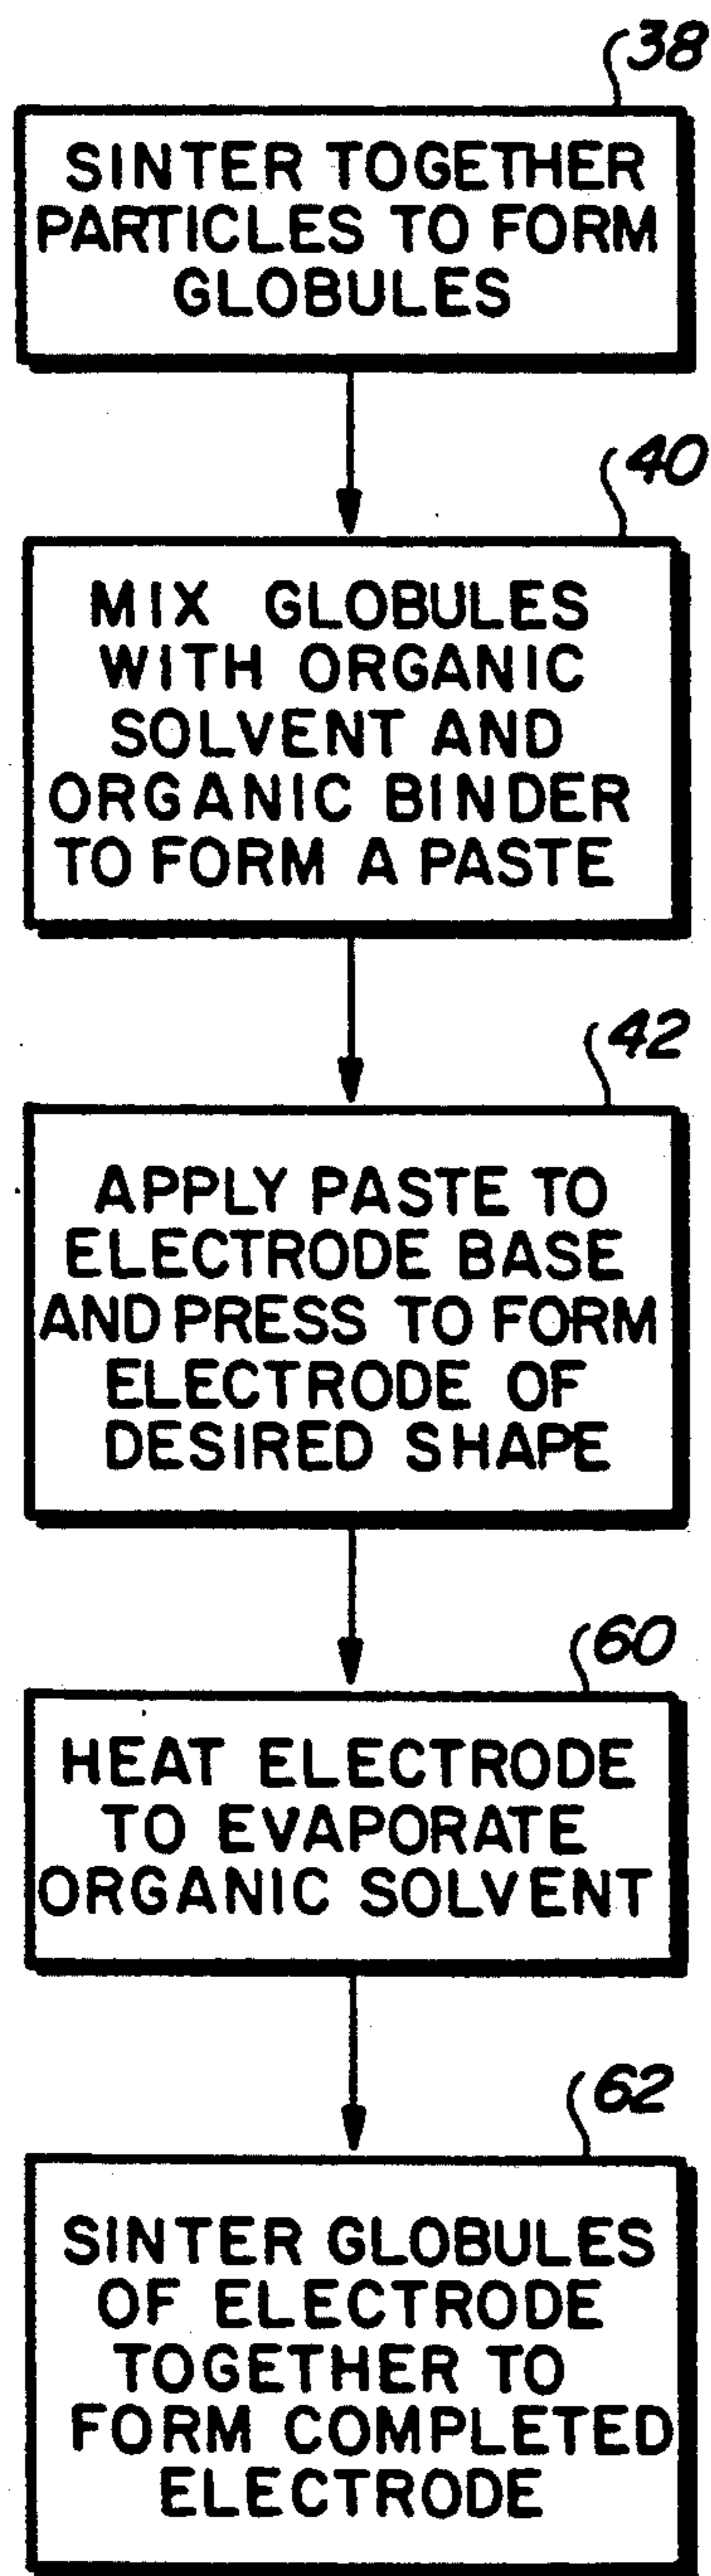 38
SINTER TOGETHER
PARTICLES TO FORM
GLOBULES
40
MIX GLOBULES
WITH ORGANIC
SOLVENT AND
ORGANIC BINDER
TO FORM A PASTE
42
APPLY PASTE TO
ELECTRODE BASE
AND PRESS TO FORM
ELECTRODE OF
DESIRED SHAPE
60
HEAT ELECTRODE
TO EVAPORATE
ORGANIC SOLVENT
62
SINTER GLOBULES
OF ELECTRODE
TOGETHER TO
FORM COMPLETED
ELECTRODE